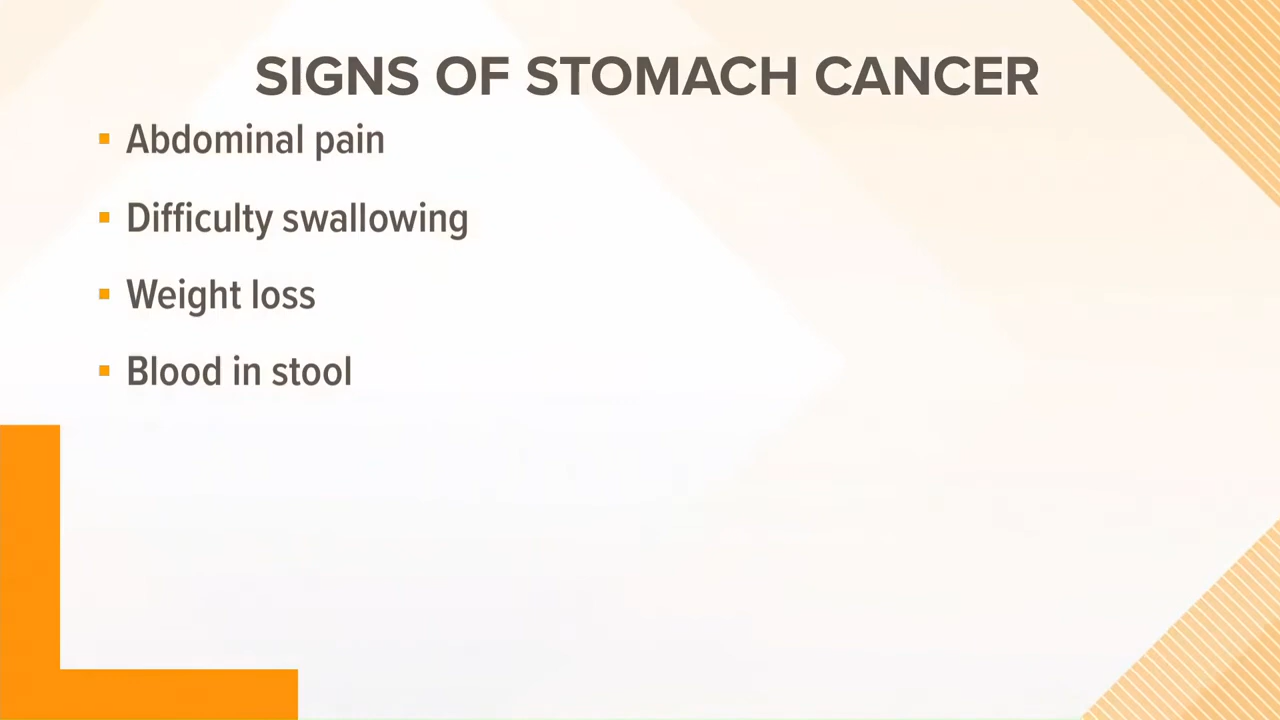 SIGNS OF STOMACH CANCER
▪ Abdominal pain
▪ Difficulty swallowing
▪ Weight loss
▪ Blood in stool